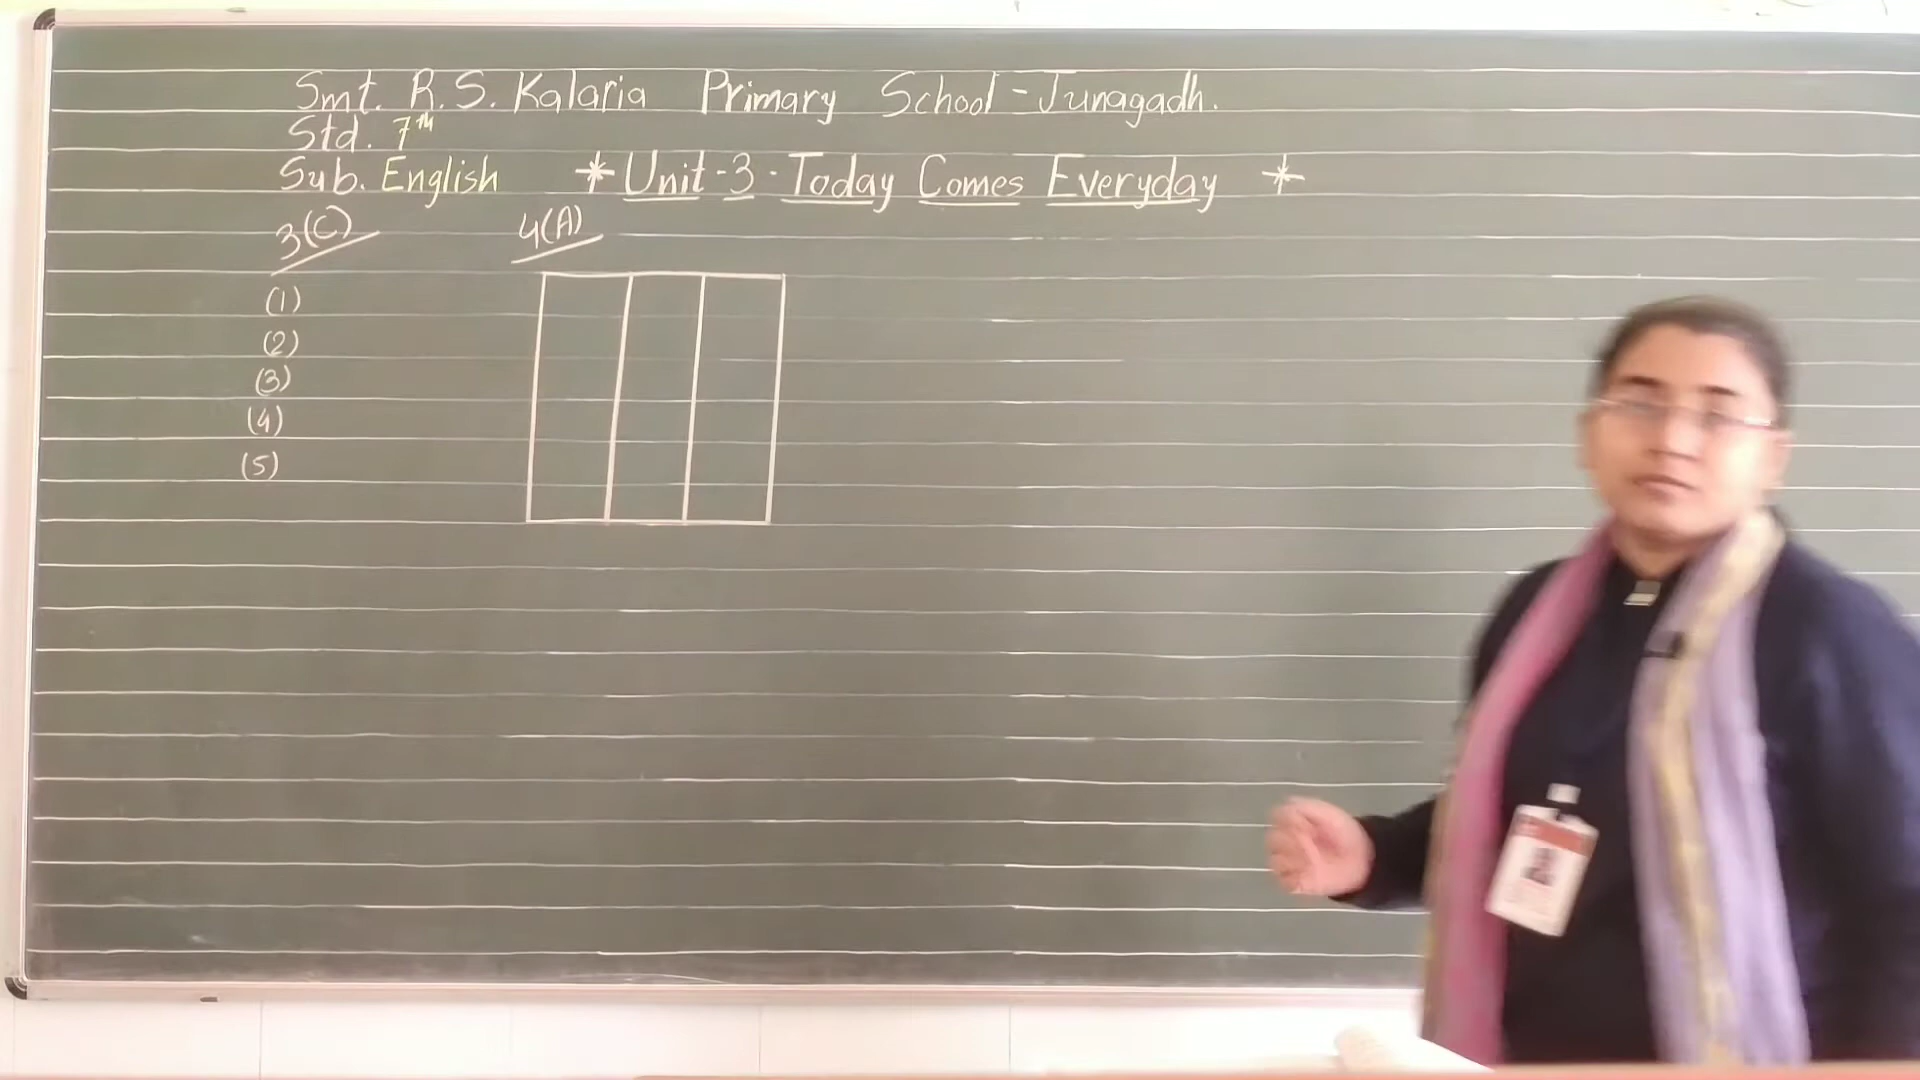 Smt. R.S. Kalaria Primary School - Junagadh.
Std. 7th
Sub. English * Unit-3. Today Comes Everyday *
3(C) 4(A)
(1)
(2)
(3)
(4)
(5)